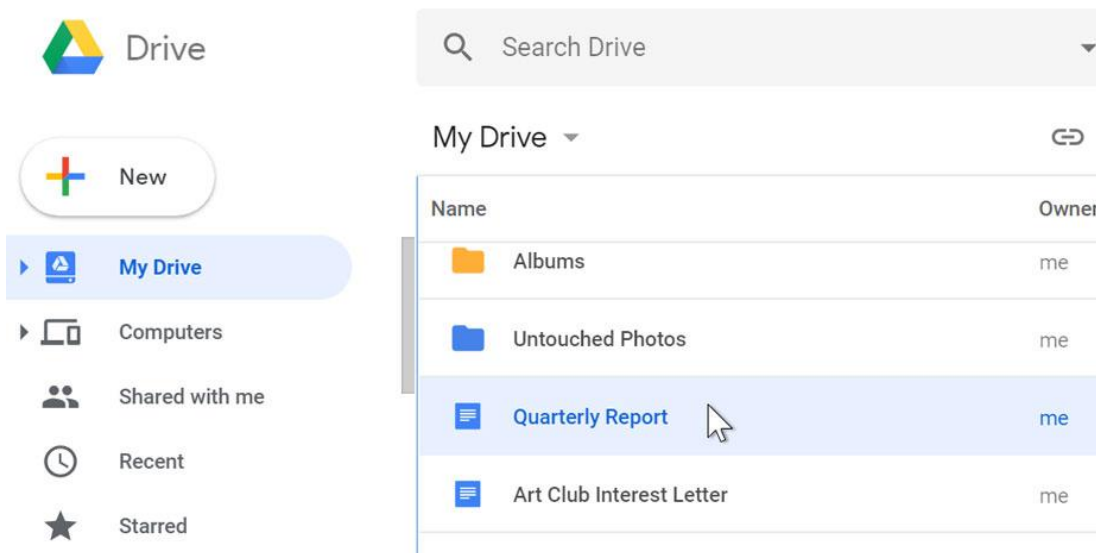 Drive
Search Drive
My Drive
New
Name
Owner
My Drive
Albums
me
Computers
Untouched Photos
me
Shared with me
Quarterly Report
me
Recent
Art Club Interest Letter
me
Starred